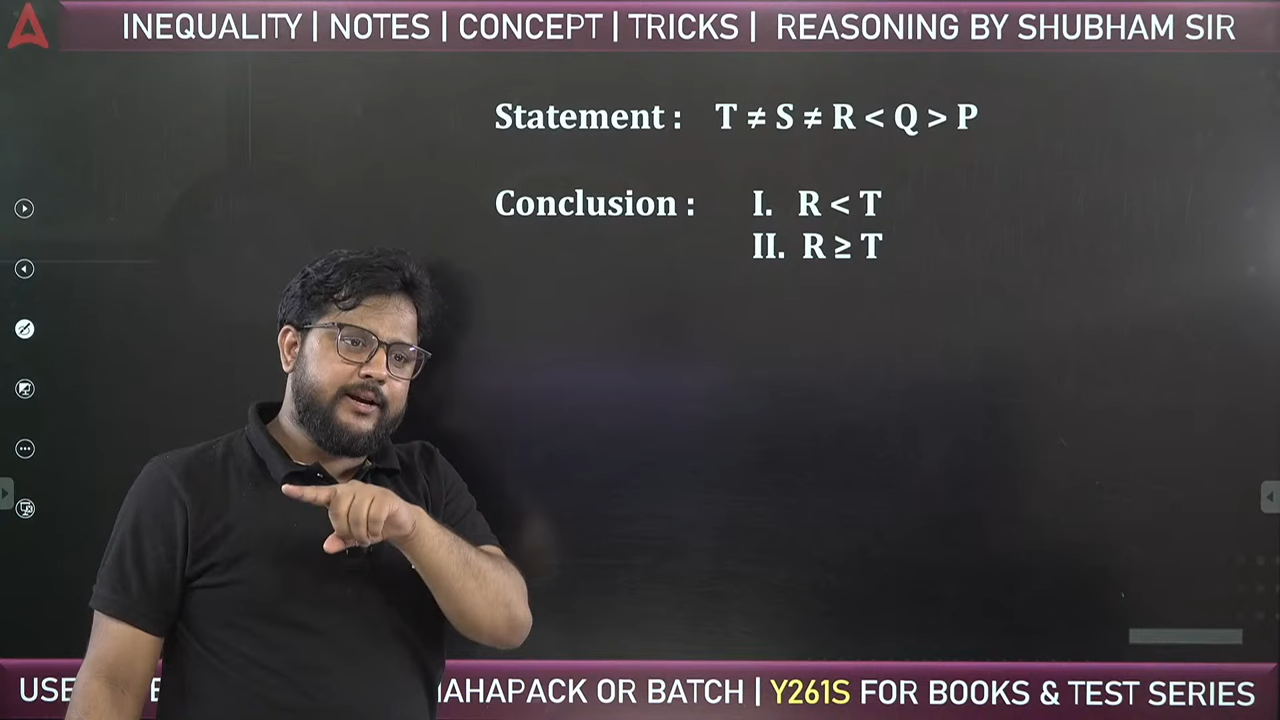 INEQUALITY | NOTES | CONCEPT | TRICKS | REASONING BY SHUBHAM SIR
Statement : T ≠ S ≠ R < Q > P
Conclusion : I. R < T
II. R ≥ T
MAHAPACK OR BATCH | Y261S FOR BOOKS & TEST SERIES